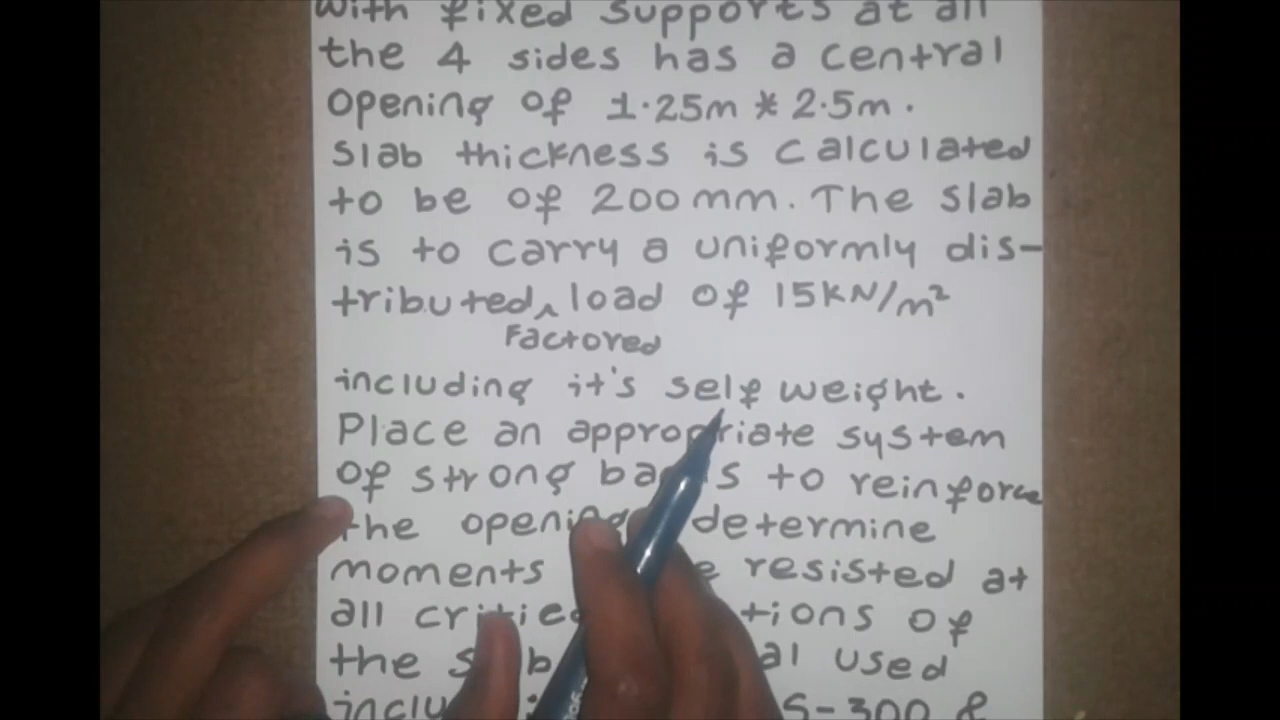 with fixed supports at all
the 4 sides has a central
opening of 1.25m * 2.5m.
Slab thickness is calculated
to be of 200mm. The slab
is to carry a uniformly dis-
tributed^ load of 15KN/m²
Factored
including it's self weight.
Place an appropriate system
of strong to reinforce
the determine
moments resisted at
all of
the used
S-300 &